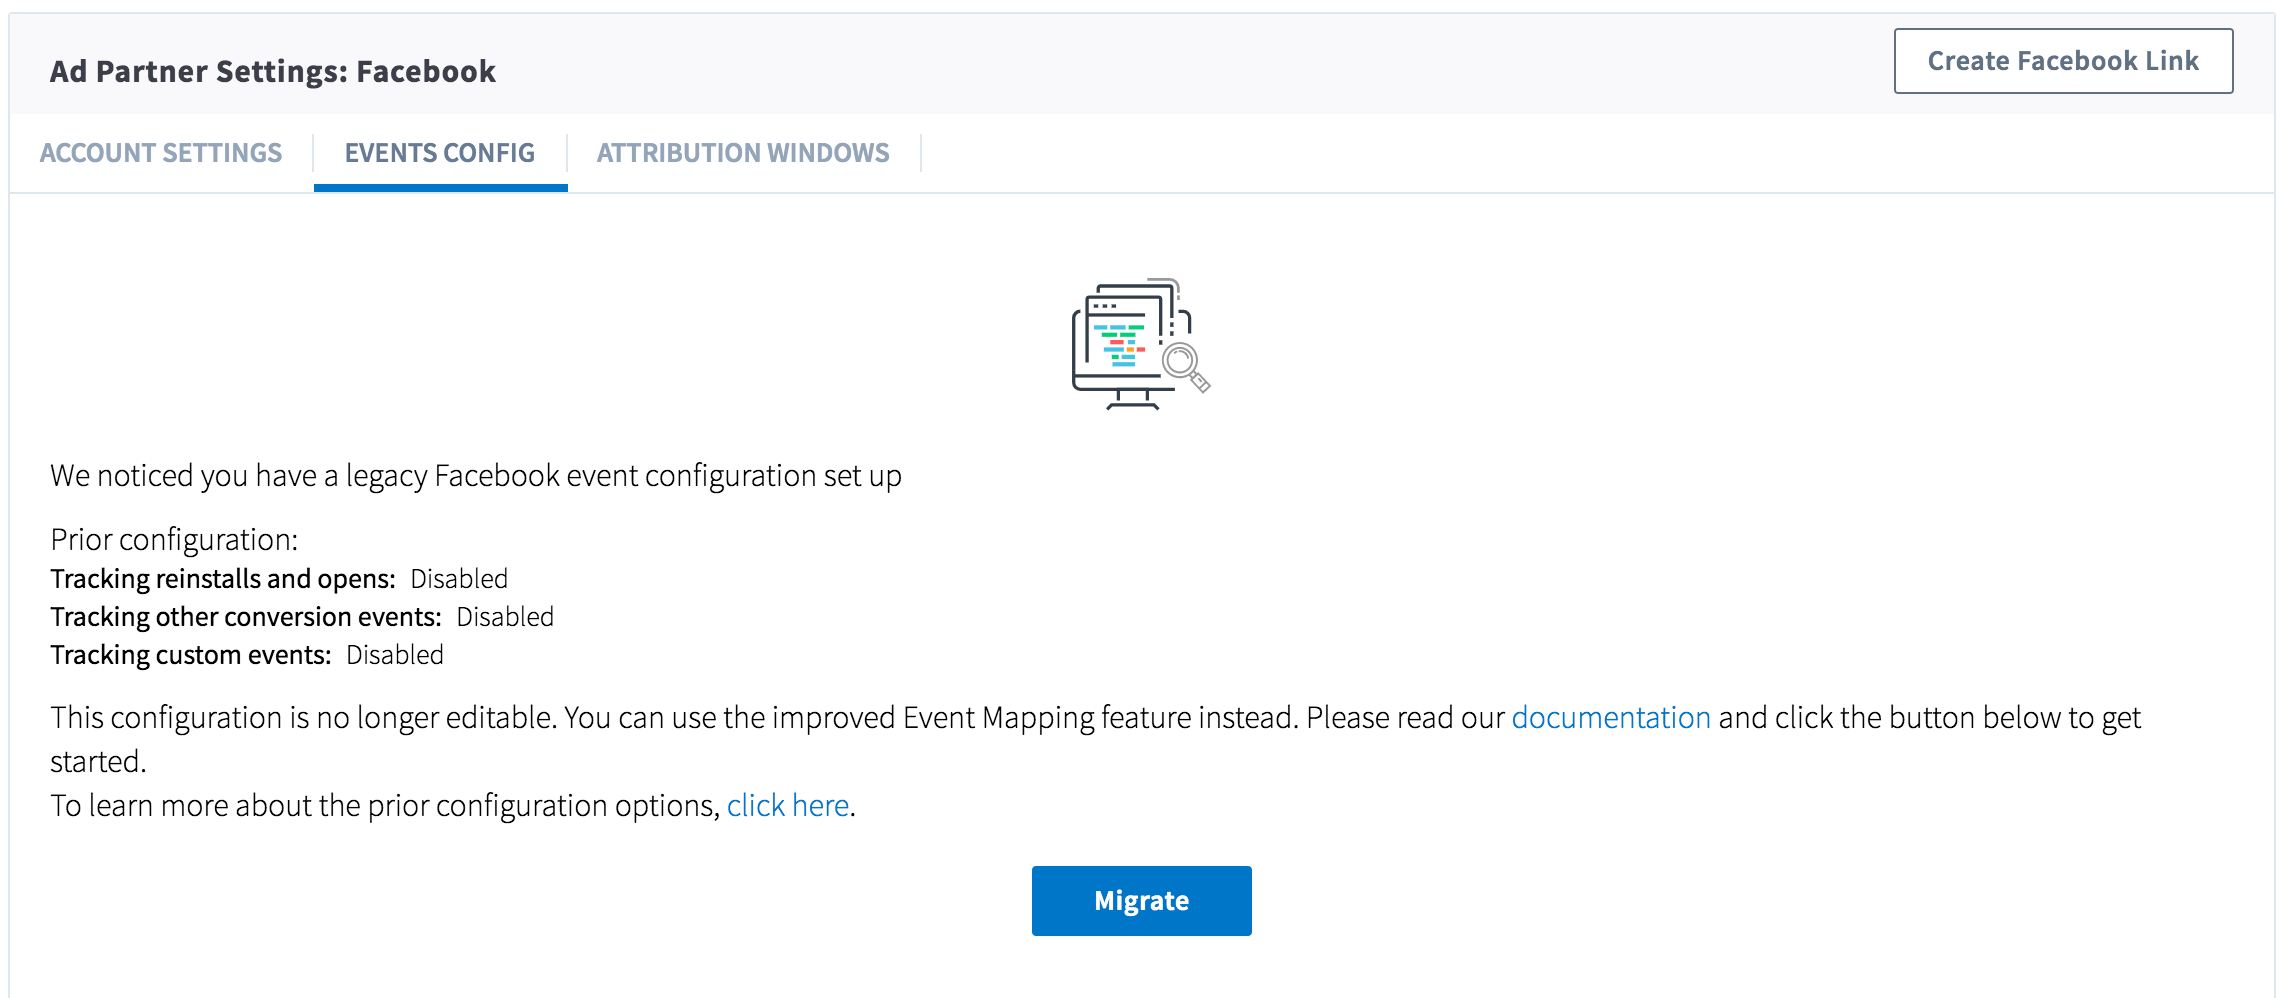 Ad Partner Settings: Facebook
Create Facebook Link
ACCOUNT SETTINGS
EVENTS CONFIG
ATTRIBUTION WINDOWS
We noticed you have a legacy Facebook event configuration set up
Prior configuration:
Tracking reinstalls and opens: Disabled
Tracking other conversion events: Disabled
Tracking custom events: Disabled
This configuration is no longer editable. You can use the improved Event Mapping feature instead. Please read our documentation and click the button below to get
started.
To learn more about the prior configuration options, click here.
Migrate